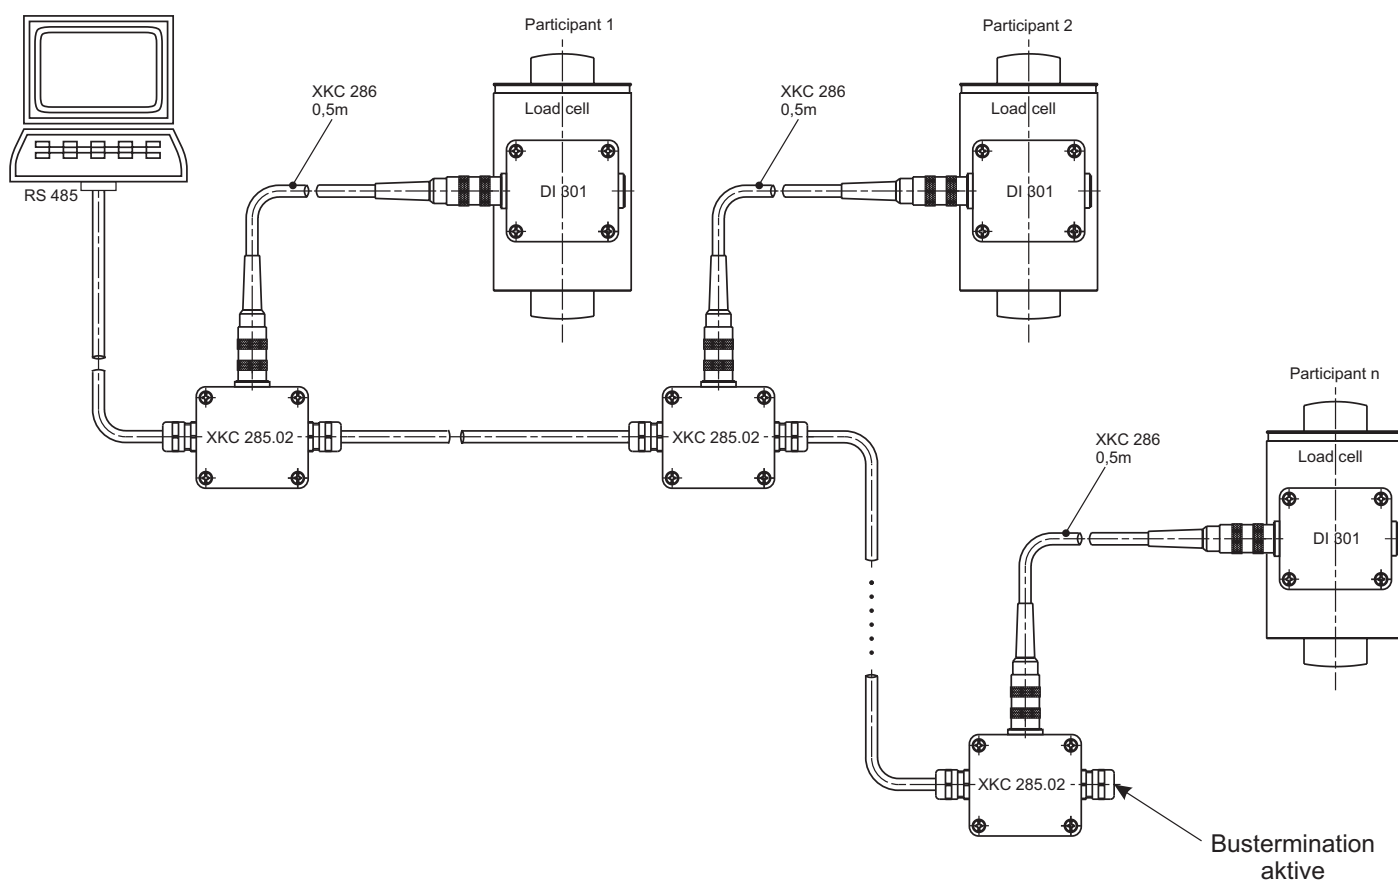 Participant 1
Participant 2
XKC 286
0,5m
Load cell
XKC 286
0,5m
Load cell
RS 485
DI 301
DI 301
Participant n
XKC 285.02
XKC 285.02
XKC 286
0,5m
Load cell
DI 301
XKC 285.02
Bustermination
aktive